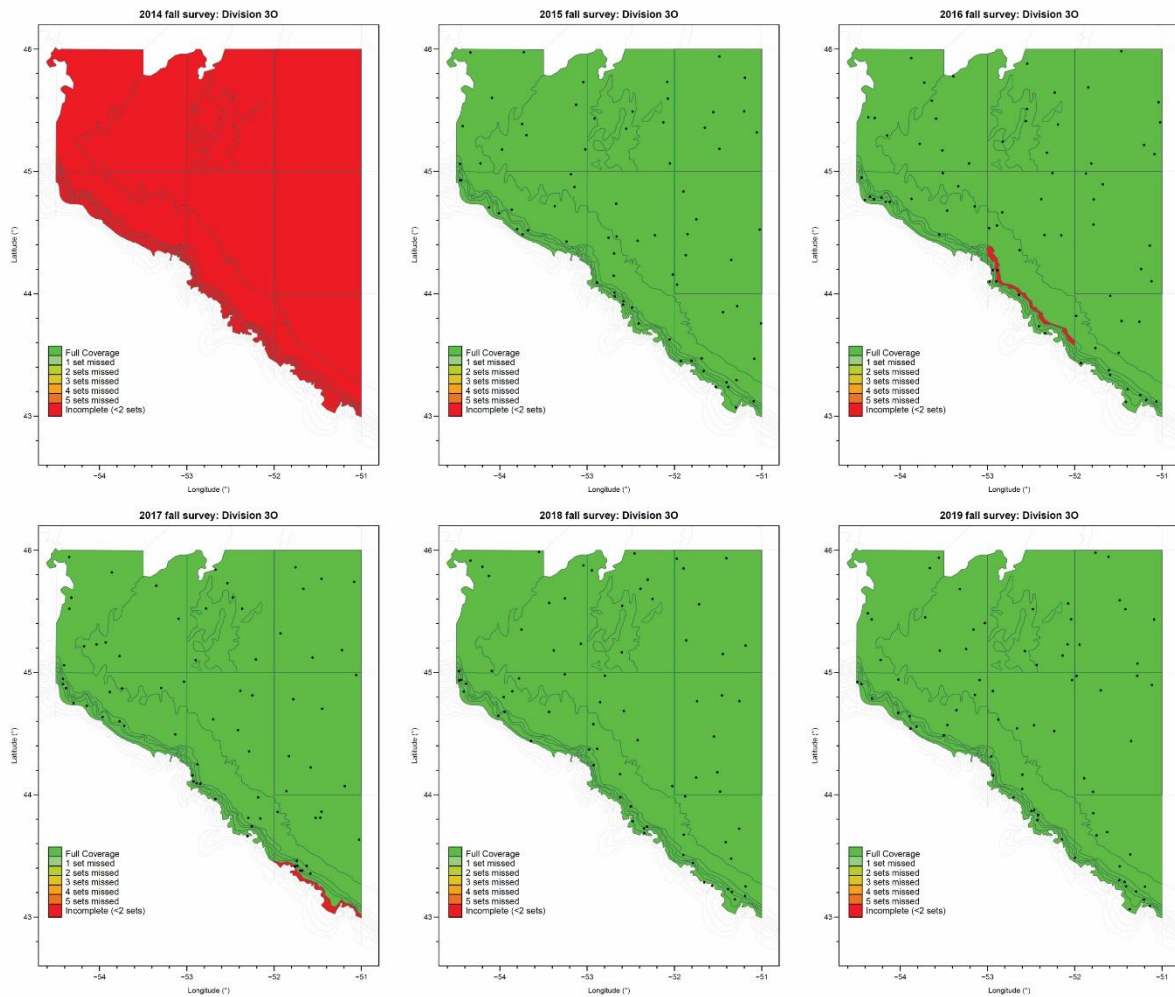 2014 fall survey: Division 3O
46
45
44
43
Latitude (°)
Full Coverage
1 set missed
2 sets missed
3 sets missed
4 sets missed
5 sets missed
Incomplete (<2 sets)
−54
−53
−52
−51
Longitude (°)
2015 fall survey: Division 3O
46
45
44
43
Latitude (°)
Full Coverage
1 set missed
2 sets missed
3 sets missed
4 sets missed
5 sets missed
Incomplete (<2 sets)
−54
−53
−52
−51
Longitude (°)
2016 fall survey: Division 3O
46
45
44
43
Latitude (°)
Full Coverage
1 set missed
2 sets missed
3 sets missed
4 sets missed
5 sets missed
Incomplete (<2 sets)
−54
−53
−52
−51
Longitude (°)
2017 fall survey: Division 3O
46
45
44
43
Latitude (°)
Full Coverage
1 set missed
2 sets missed
3 sets missed
4 sets missed
5 sets missed
Incomplete (<2 sets)
−54
−53
−52
−51
Longitude (°)
2018 fall survey: Division 3O
46
45
44
43
Latitude (°)
Full Coverage
1 set missed
2 sets missed
3 sets missed
4 sets missed
5 sets missed
Incomplete (<2 sets)
−54
−53
−52
−51
Longitude (°)
2019 fall survey: Division 3O
46
45
44
43
Latitude (°)
Full Coverage
1 set missed
2 sets missed
3 sets missed
4 sets missed
5 sets missed
Incomplete (<2 sets)
−54
−53
−52
−51
Longitude (°)